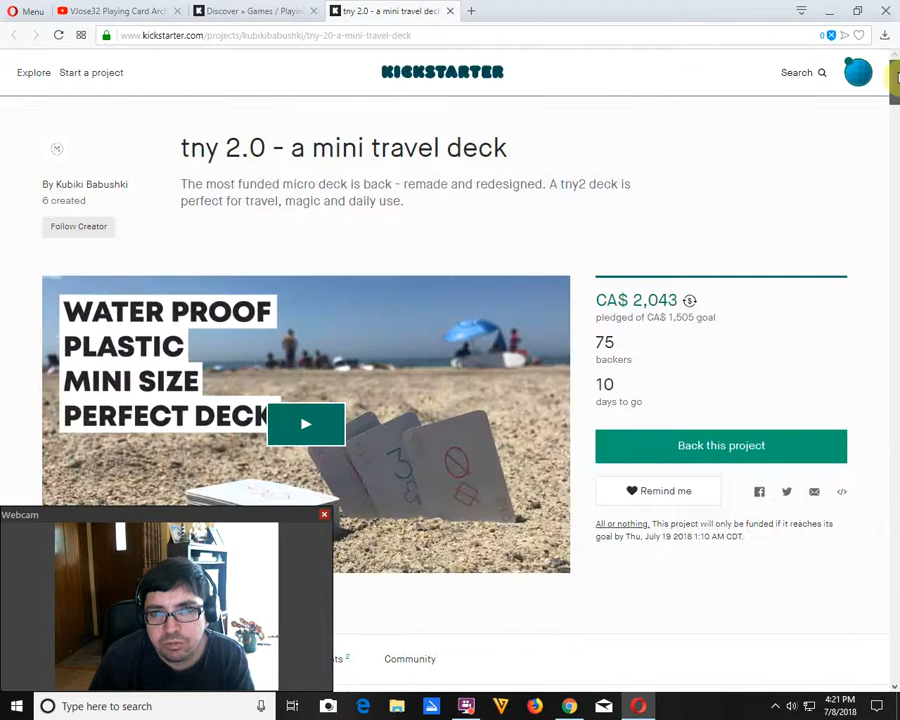 Menu
VJose32 Playing Card Arch
Discover » Games / Playin
tny 2.0 - a mini travel deck
www.kickstarter.com/projects/kubikibabushki/tny-20-a-mini-travel-deck
0
Explore
Start a project
KICKSTARTER
Search
tny 2.0 - a mini travel deck
By Kubiki Babushki
6 created
Follow Creator
The most funded micro deck is back - remade and redesigned. A tny2 deck is
perfect for travel, magic and daily use.
WATER PROOF
PLASTIC
MINI SIZE
PERFECT DECK
CA$ 2,043
pledged of CA$ 1,505 goal
75
backers
10
days to go
Back this project
Remind me
All or nothing. This project will only be funded if it reaches its
goal by Thu, July 19 2018 1:10 AM CDT.
Webcam
Community
Type here to search
4:21 PM
7/8/2018